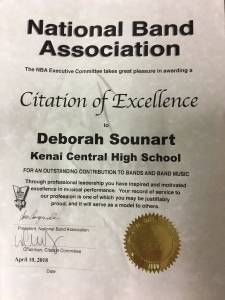 National Band
Association
The NBA Executive Committee takes great pleasure in awarding a
Citation of Excellence
to
Deborah Sounart
Kenai Central High School
FOR AN OUTSTANDING CONTRIBUTION TO BANDS AND BAND MUSIC
Through professional leadership you have inspired and motivated
excellence in musical performance. Your record of service to
our profession is one of which you may be justifiably
proud, and it will serve as a model to others.
President, National Band Association
Chairman, Citation Committee
April 10, 2018
Date